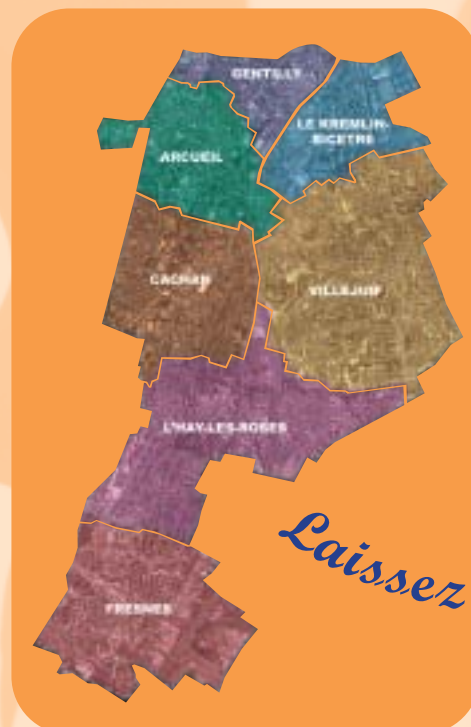 GENTILLY
LE KREMLIN-
BICETRE
ARCUEIL
CACHAN
VILLEJUIF
L'HAY-LES-ROSES
FRESNES
Laissez